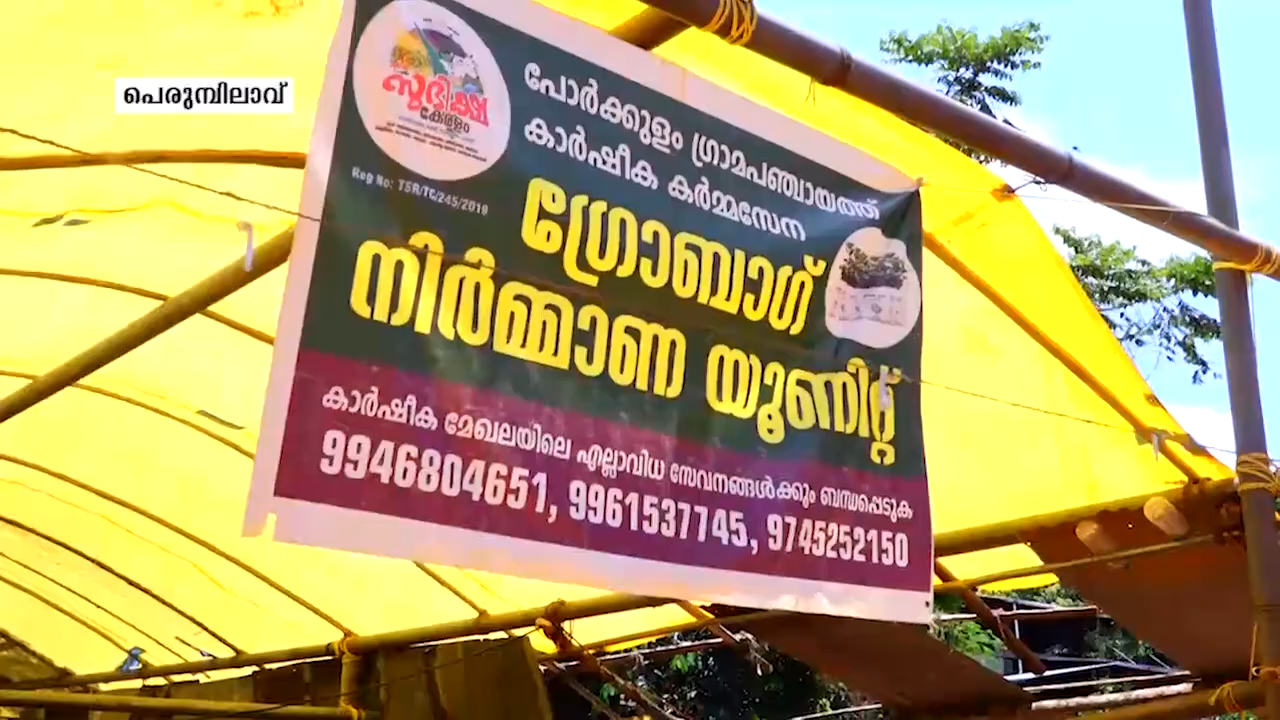 പെരുമ്പിലാവ്
സുഭിക്ഷ
കേരളം
പോർക്കുളം ഗ്രാമപഞ്ചായത്ത്
കാർഷീക കർമ്മസേന
Reg No: TSR/TC/245/2019
ഗ്രോബാഗ്
നിർമ്മാണ യൂണിറ്റ്
കാർഷീക മേഖലയിലെ എല്ലാവിധ സേവനങ്ങൾക്കും ബന്ധപ്പെടുക
9946804651, 9961537745, 9745252150